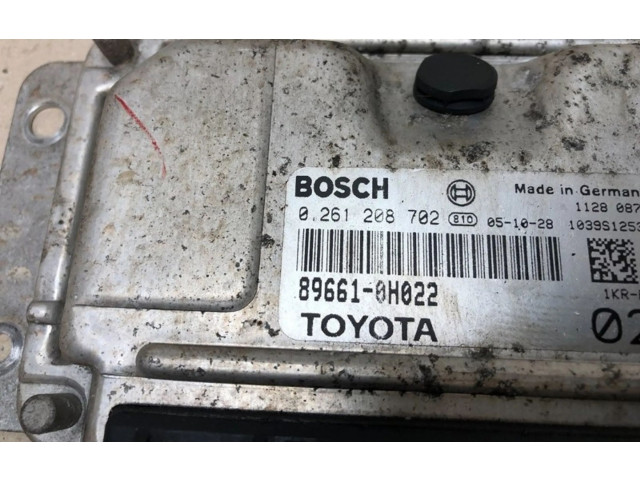 BOSCH
Made in German
0.261 208 702 810 05-10-28
1128 087
1039S1253
89661-0H022
1KR-
TOYOTA
02